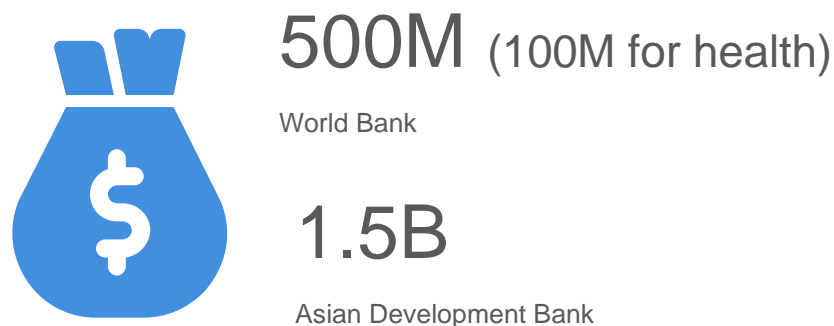 $
500M (100M for health)
World Bank
1.5B
Asian Development Bank